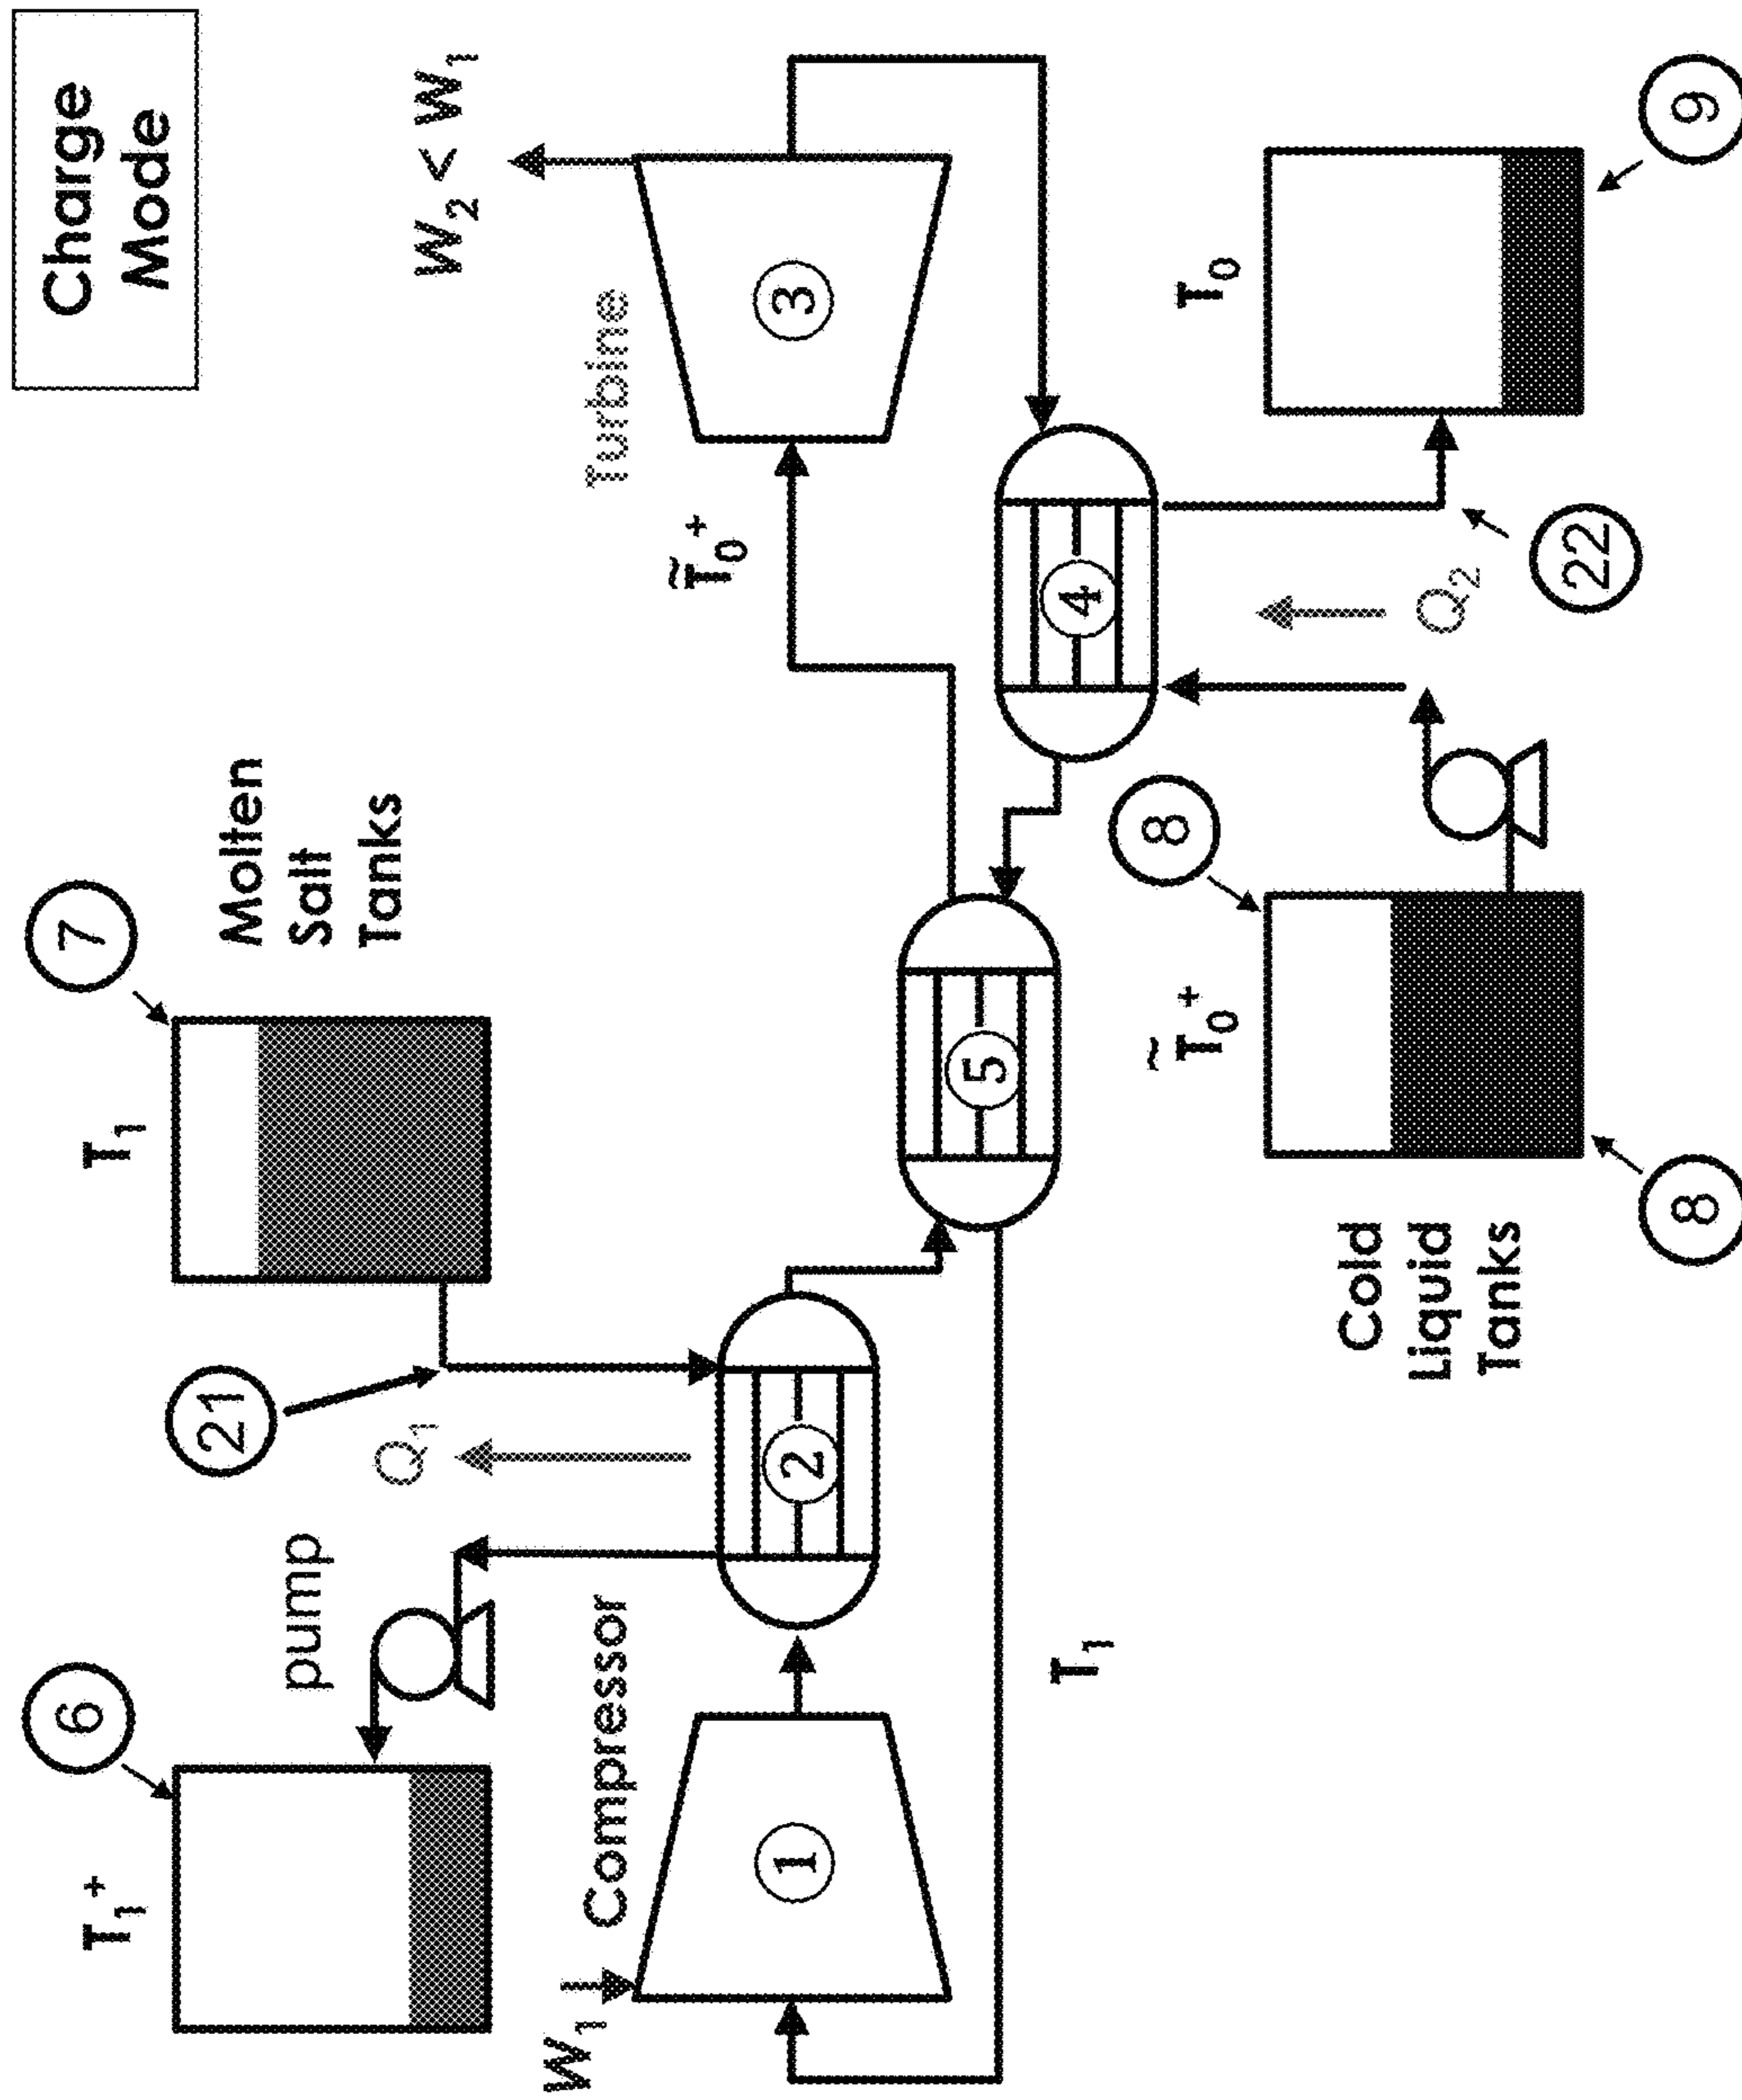 Charge
Mode
6
T₁⁺
pump
21
Q₁
7
T₁
Molten
Salt
Tanks
W₁
Compressor
1
2
5
T₁
T̃₀⁺
Turbine
3
W₂ < W₁
4
Cold
Liquid
Tanks
8
T̃₀⁺
8
Q₂
22
T₀
9